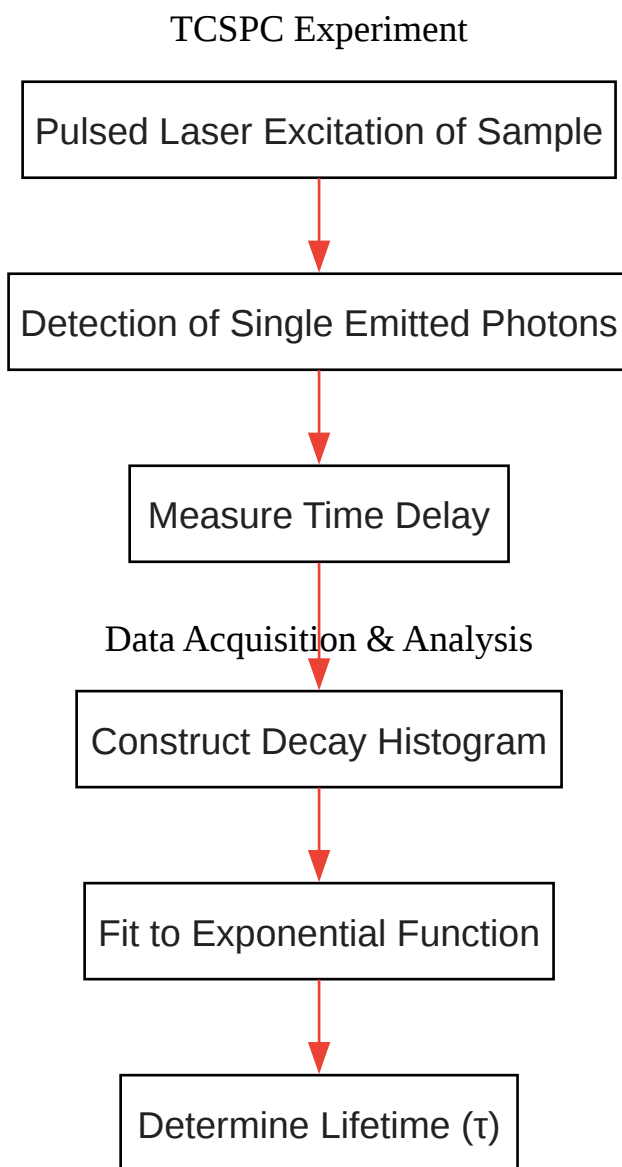 TCSPC Experiment
Pulsed Laser Excitation of Sample
Detection of Single Emitted Photons
Measure Time Delay
Data Acquisition & Analysis
Construct Decay Histogram
Fit to Exponential Function
Determine Lifetime (τ)